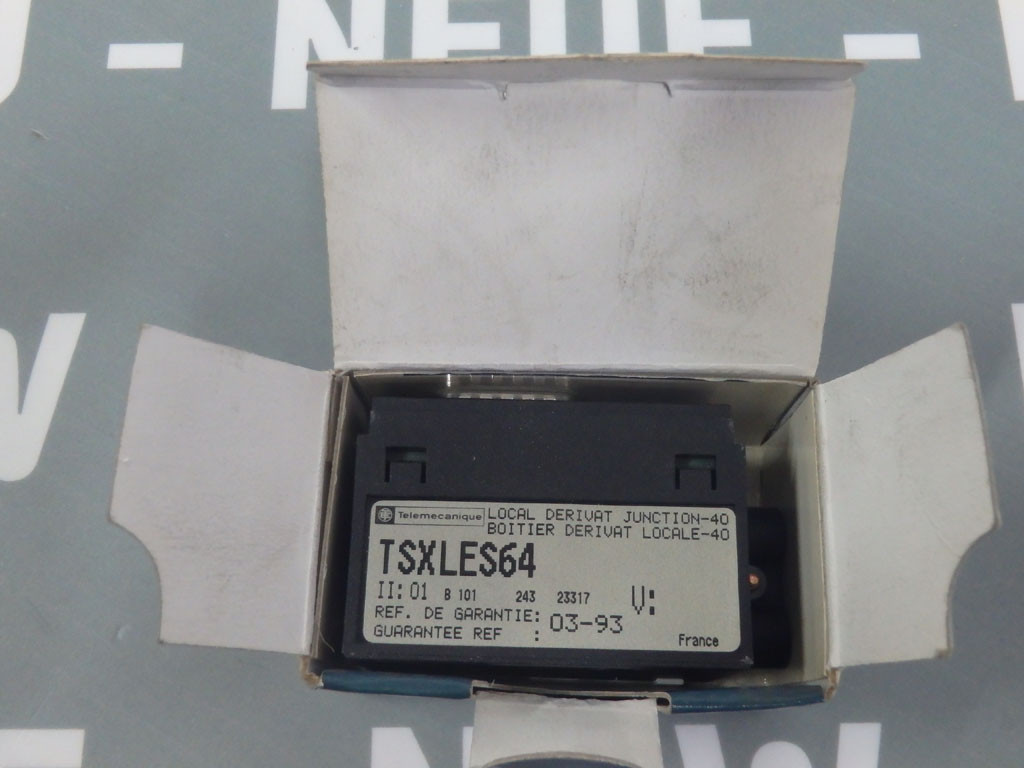 - NEUE -
Telemecanique LOCAL DERIVAT JUNCTION-40
BOITIER DERIVAT LOCALE-40
TSXLES64
II: 01 B 101 243 23317 V:
REF. DE GARANTIE:
GUARANTEE REF : 03-93
France